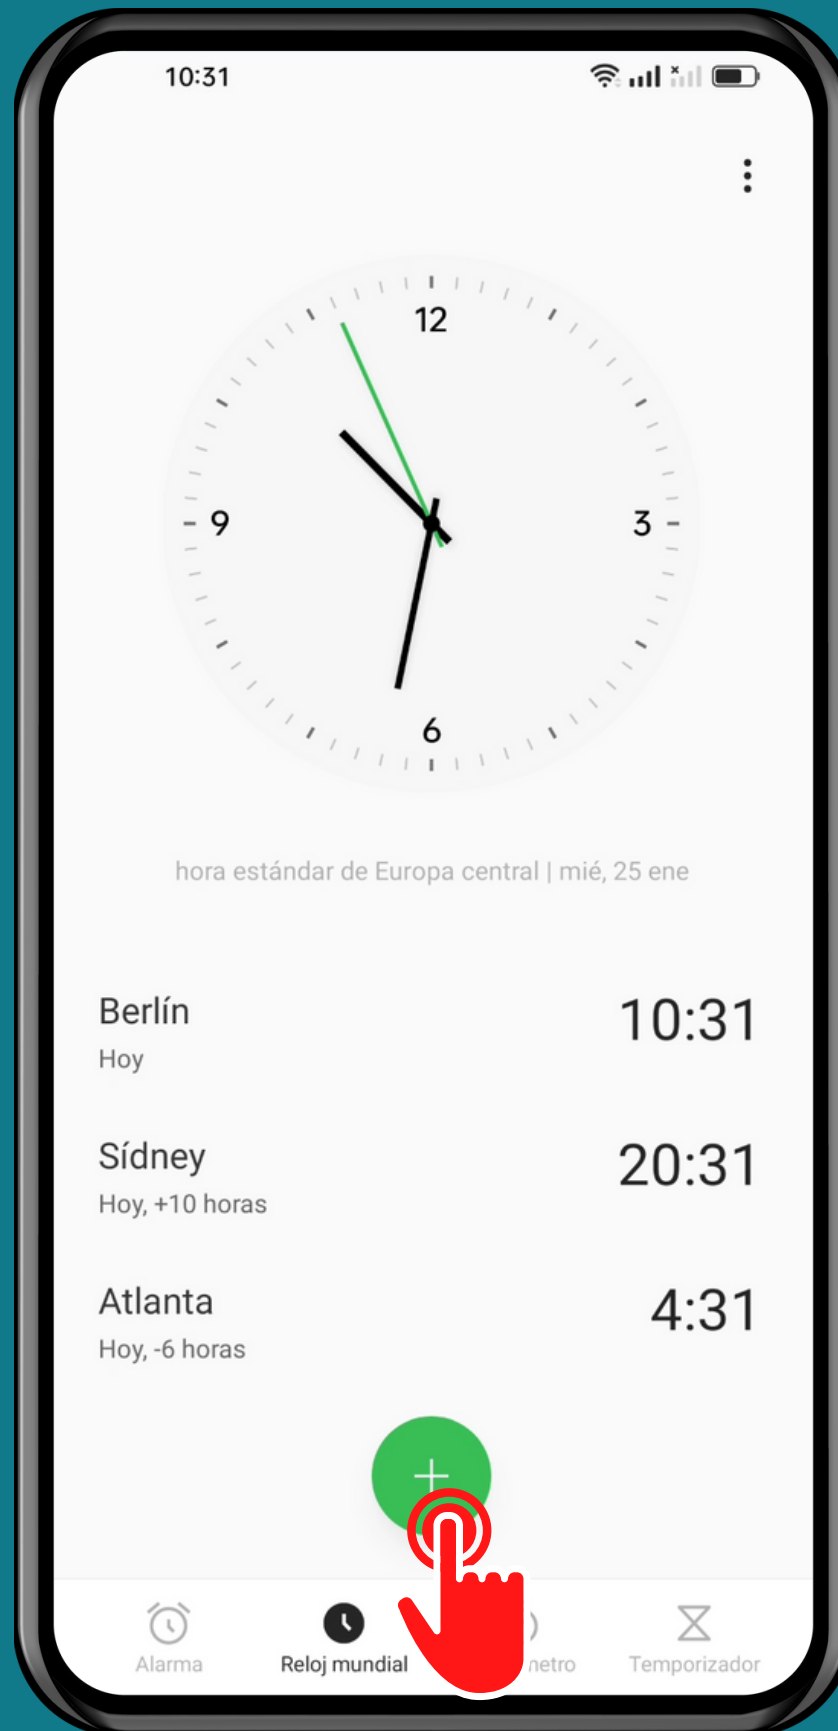 10:31
12
9
3
6
hora estándar de Europa central | mié, 25 ene
Berlín
10:31
Hoy
Sídney
20:31
Hoy, +10 horas
Atlanta
4:31
Hoy, -6 horas
Alarma
Reloj mundial
Temporizador